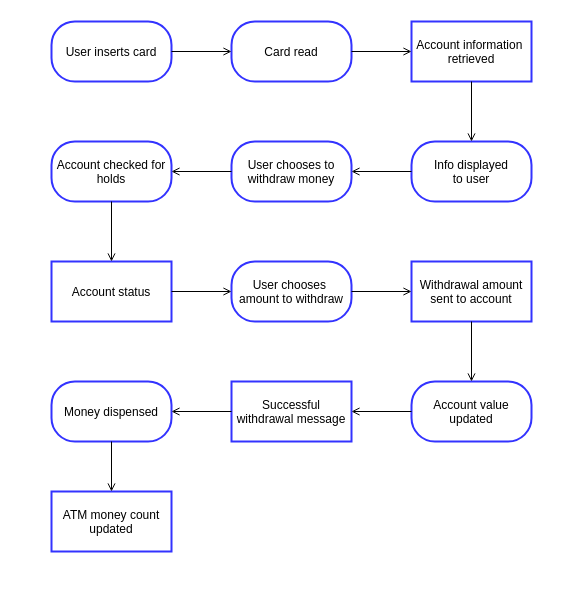 User inserts card
Card read
Account information
retrieved
Info displayed
to user
User chooses to
withdraw money
Account checked for
holds
Account status
User chooses
amount to withdraw
Withdrawal amount
sent to account
Account value
updated
Successful
withdrawal message
Money dispensed
ATM money count
updated